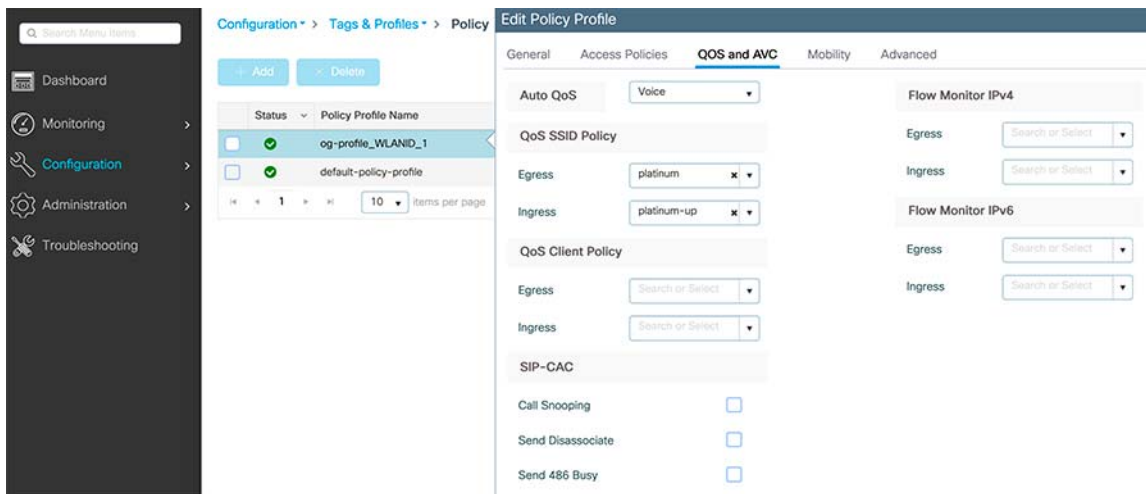 Search Menu Items
Dashboard
Monitoring
Configuration
Administration
Troubleshooting
Configuration > Tags & Profiles > Policy
+ Add
× Delete
Status Policy Profile Name
og-profile_WLANID_1
default-policy-profile
1 10 items per page
Edit Policy Profile
General Access Policies QOS and AVC Mobility Advanced
Auto QoS Voice
QoS SSID Policy
Egress platinum
Ingress platinum-up
QoS Client Policy
Egress Search or Select
Ingress Search or Select
SIP-CAC
Call Snooping
Send Disassociate
Send 486 Busy
Flow Monitor IPv4
Egress Search or Select
Ingress Search or Select
Flow Monitor IPv6
Egress Search or Select
Ingress Search or Select